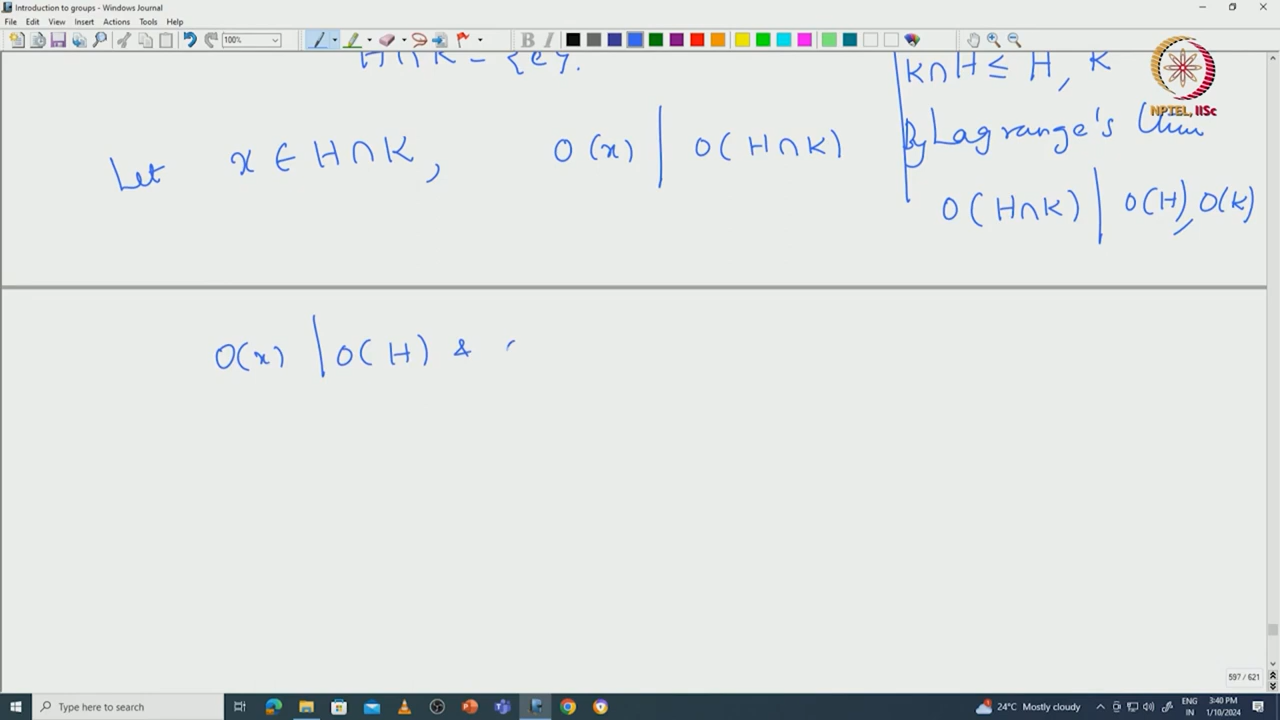 Introduction to groups - Windows Journal
File Edit View Insert Actions Tools Help
100%
B I
H ∩ K = {e}.
K∩H ≤ H, K
NPTEL, IISc
By Lagrange's thm
Let x ∈ H∩K, O(x) | O(H∩K)
O(H∩K) | O(H), O(K)
O(x) | O(H) &
597 / 621
Type here to search
24°C Mostly cloudy
ENG
IN
3:40 PM
1/10/2024